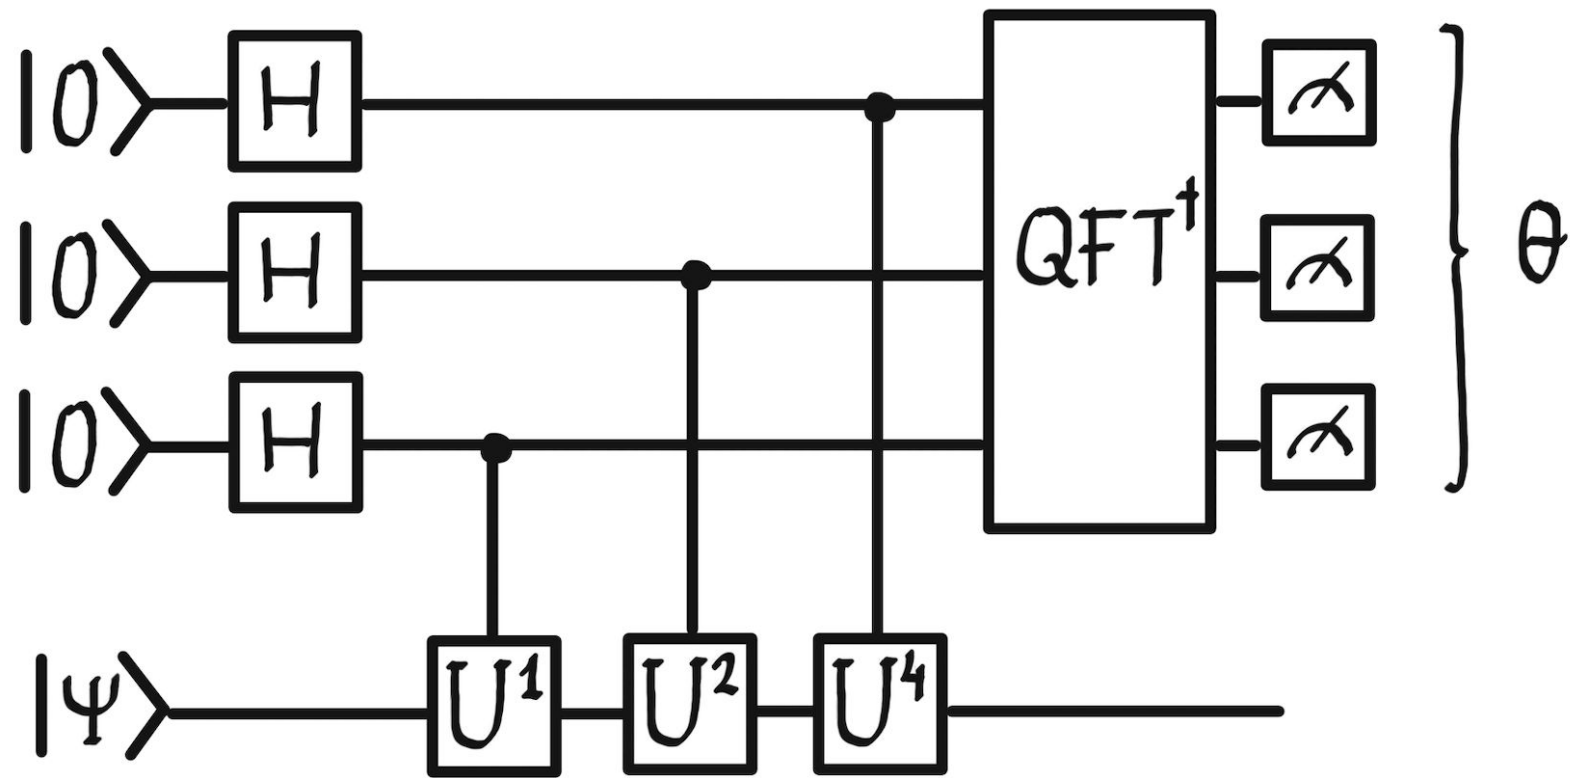 |0> H
|0> H QFT† θ
|0> H
|Ψ> U¹ U² U⁴